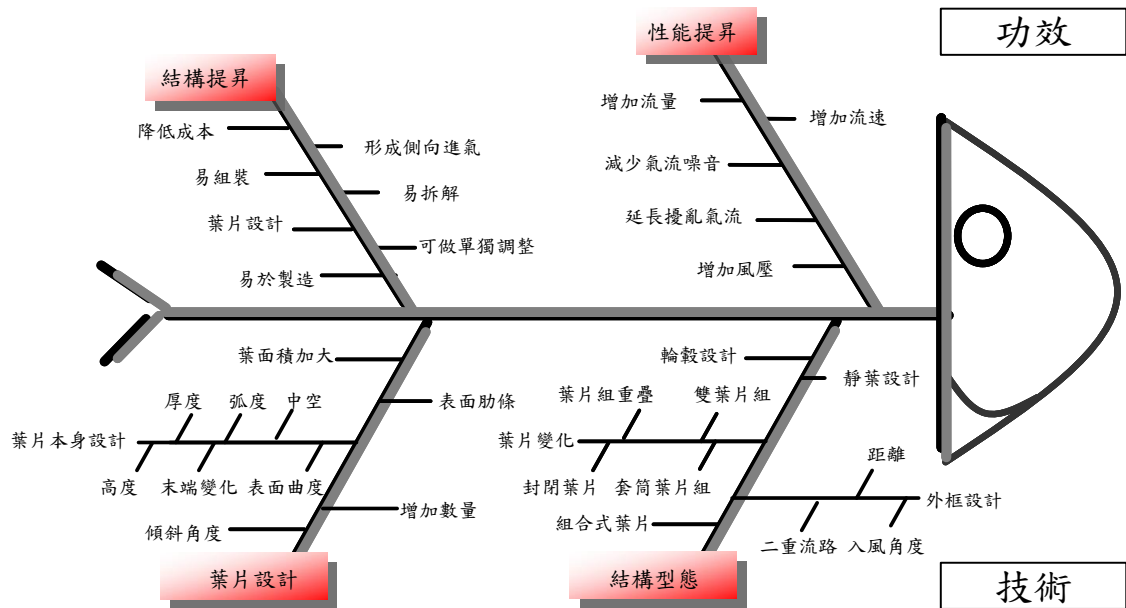 性能提昇
功效
結構提昇
增加流量
增加流速
降低成本
形成側向進氣
減少氣流噪音
易組裝
易拆解
葉片設計
延長擾亂氣流
可做單獨調整
增加風壓
易於製造
葉面積加大
輪轂設計
靜葉設計
厚度
弧度
中空
表面肋條
葉片組重疊
雙葉片組
葉片本身設計
葉片變化
距離
高度
末端變化
表面曲度
封閉葉片
套筒葉片組
外框設計
增加數量
組合式葉片
傾斜角度
二重流路
入風角度
葉片設計
結構型態
技術